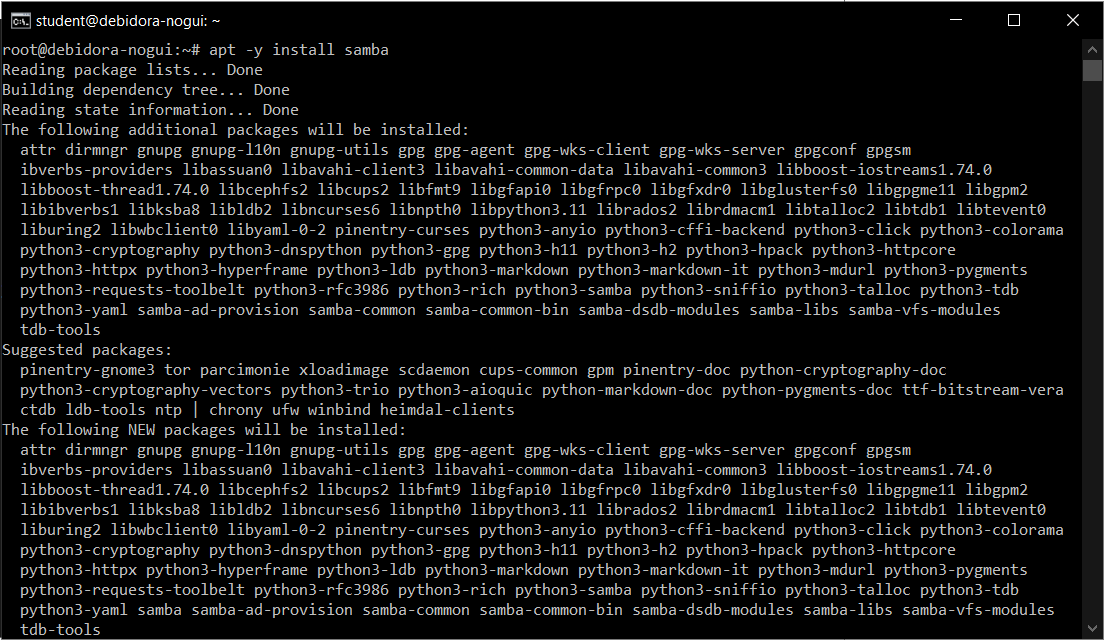 student@debidora-nogui: ~
root@debidora-nogui:~# apt -y install samba
Reading package lists... Done
Building dependency tree... Done
Reading state information... Done
The following additional packages will be installed:
  attr dirmngr gnupg gnupg-l10n gnupg-utils gpg gpg-agent gpg-wks-client gpg-wks-server gpgconf gpgsm
  ibverbs-providers libassuan0 libavahi-client3 libavahi-common-data libavahi-common3 libboost-iostreams1.74.0
  libboost-thread1.74.0 libcephfs2 libcups2 libfmt9 libgfapi0 libgfrpc0 libgfxdr0 libglusterfs0 libgpgme11 libgpm2
  libibverbs1 libksba8 libldb2 libncurses6 libnpth0 libpython3.11 librados2 librdmacm1 libtalloc2 libtdb1 libtevent0
  liburing2 libwbclient0 libyaml-0-2 pinentry-curses python3-anyio python3-cffi-backend python3-click python3-colorama
  python3-cryptography python3-dnspython python3-gpg python3-h11 python3-h2 python3-hpack python3-httpcore
  python3-httpx python3-hyperframe python3-ldb python3-markdown python3-markdown-it python3-mdurl python3-pygments
  python3-requests-toolbelt python3-rfc3986 python3-rich python3-samba python3-sniffio python3-talloc python3-tdb
  python3-yaml samba-ad-provision samba-common samba-common-bin samba-dsdb-modules samba-libs samba-vfs-modules
  tdb-tools
Suggested packages:
  pinentry-gnome3 tor parcimonie xloadimage scdaemon cups-common gpm pinentry-doc python-cryptography-doc
  python3-cryptography-vectors python3-trio python3-aioquic python-markdown-doc python-pygments-doc ttf-bitstream-vera
  ctdb ldb-tools ntp | chrony ufw winbind heimdal-clients
The following NEW packages will be installed:
  attr dirmngr gnupg gnupg-l10n gnupg-utils gpg gpg-agent gpg-wks-client gpg-wks-server gpgconf gpgsm
  ibverbs-providers libassuan0 libavahi-client3 libavahi-common-data libavahi-common3 libboost-iostreams1.74.0
  libboost-thread1.74.0 libcephfs2 libcups2 libfmt9 libgfapi0 libgfrpc0 libgfxdr0 libglusterfs0 libgpgme11 libgpm2
  libibverbs1 libksba8 libldb2 libncurses6 libnpth0 libpython3.11 librados2 librdmacm1 libtalloc2 libtdb1 libtevent0
  liburing2 libwbclient0 libyaml-0-2 pinentry-curses python3-anyio python3-cffi-backend python3-click python3-colorama
  python3-cryptography python3-dnspython python3-gpg python3-h11 python3-h2 python3-hpack python3-httpcore
  python3-httpx python3-hyperframe python3-ldb python3-markdown python3-markdown-it python3-mdurl python3-pygments
  python3-requests-toolbelt python3-rfc3986 python3-rich python3-samba python3-sniffio python3-talloc python3-tdb
  python3-yaml samba samba-ad-provision samba-common samba-common-bin samba-dsdb-modules samba-libs samba-vfs-modules
  tdb-tools